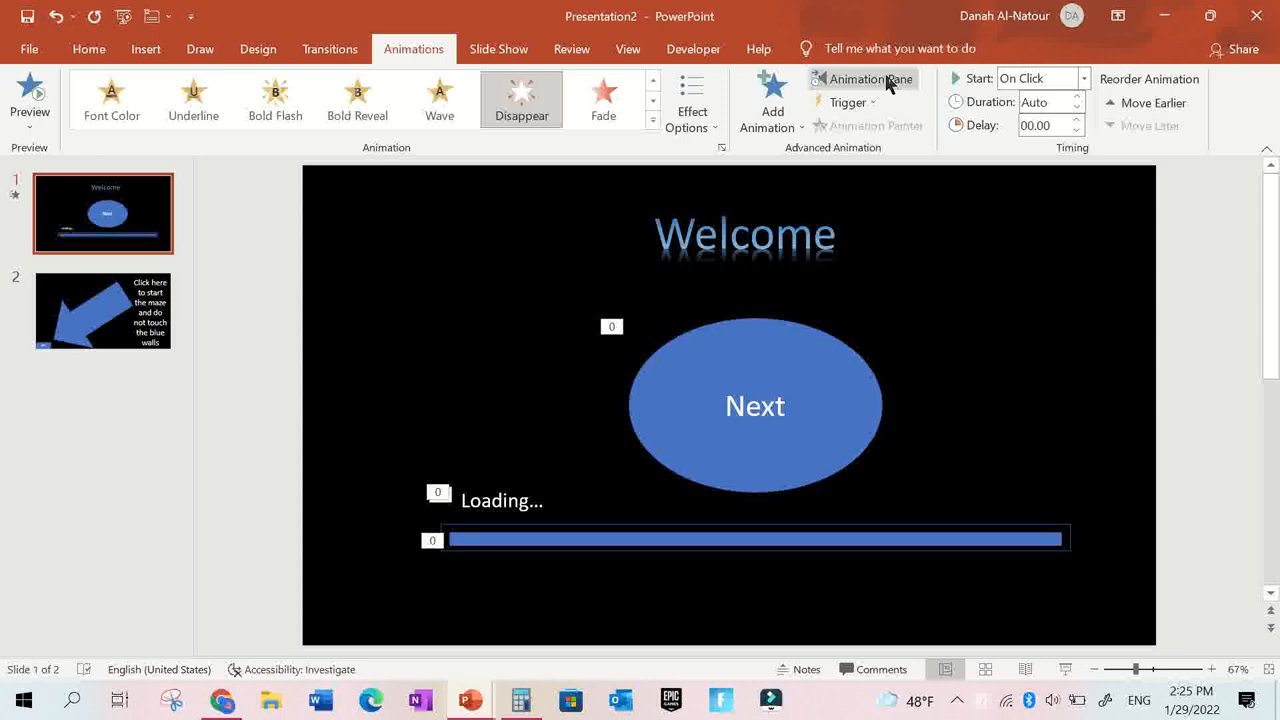 Presentation2 - PowerPoint
Danah Al-Natour
DA
File
Home
Insert
Draw
Design
Transitions
Animations
Slide Show
Review
View
Developer
Help
Tell me what you want to do
Share
Preview
Font Color
Underline
Bold Flash
Bold Reveal
Wave
Disappear
Fade
Effect
Options
Add
Animation
Animation Pane
Trigger
Animation Painter
Start: On Click
Duration: Auto
Delay: 00.00
Reorder Animation
Move Earlier
Move Later
Preview
Animation
Advanced Animation
Timing
1
Welcome
Next
2
Click here
to start
the maze
and do
not touch
the blue
walls
Welcome
0
Next
0
Loading...
0
Slide 1 of 2
English (United States)
Accessibility: Investigate
Notes
Comments
67%
EPIC
GAMES
48°F
ENG
2:25 PM
1/29/2022